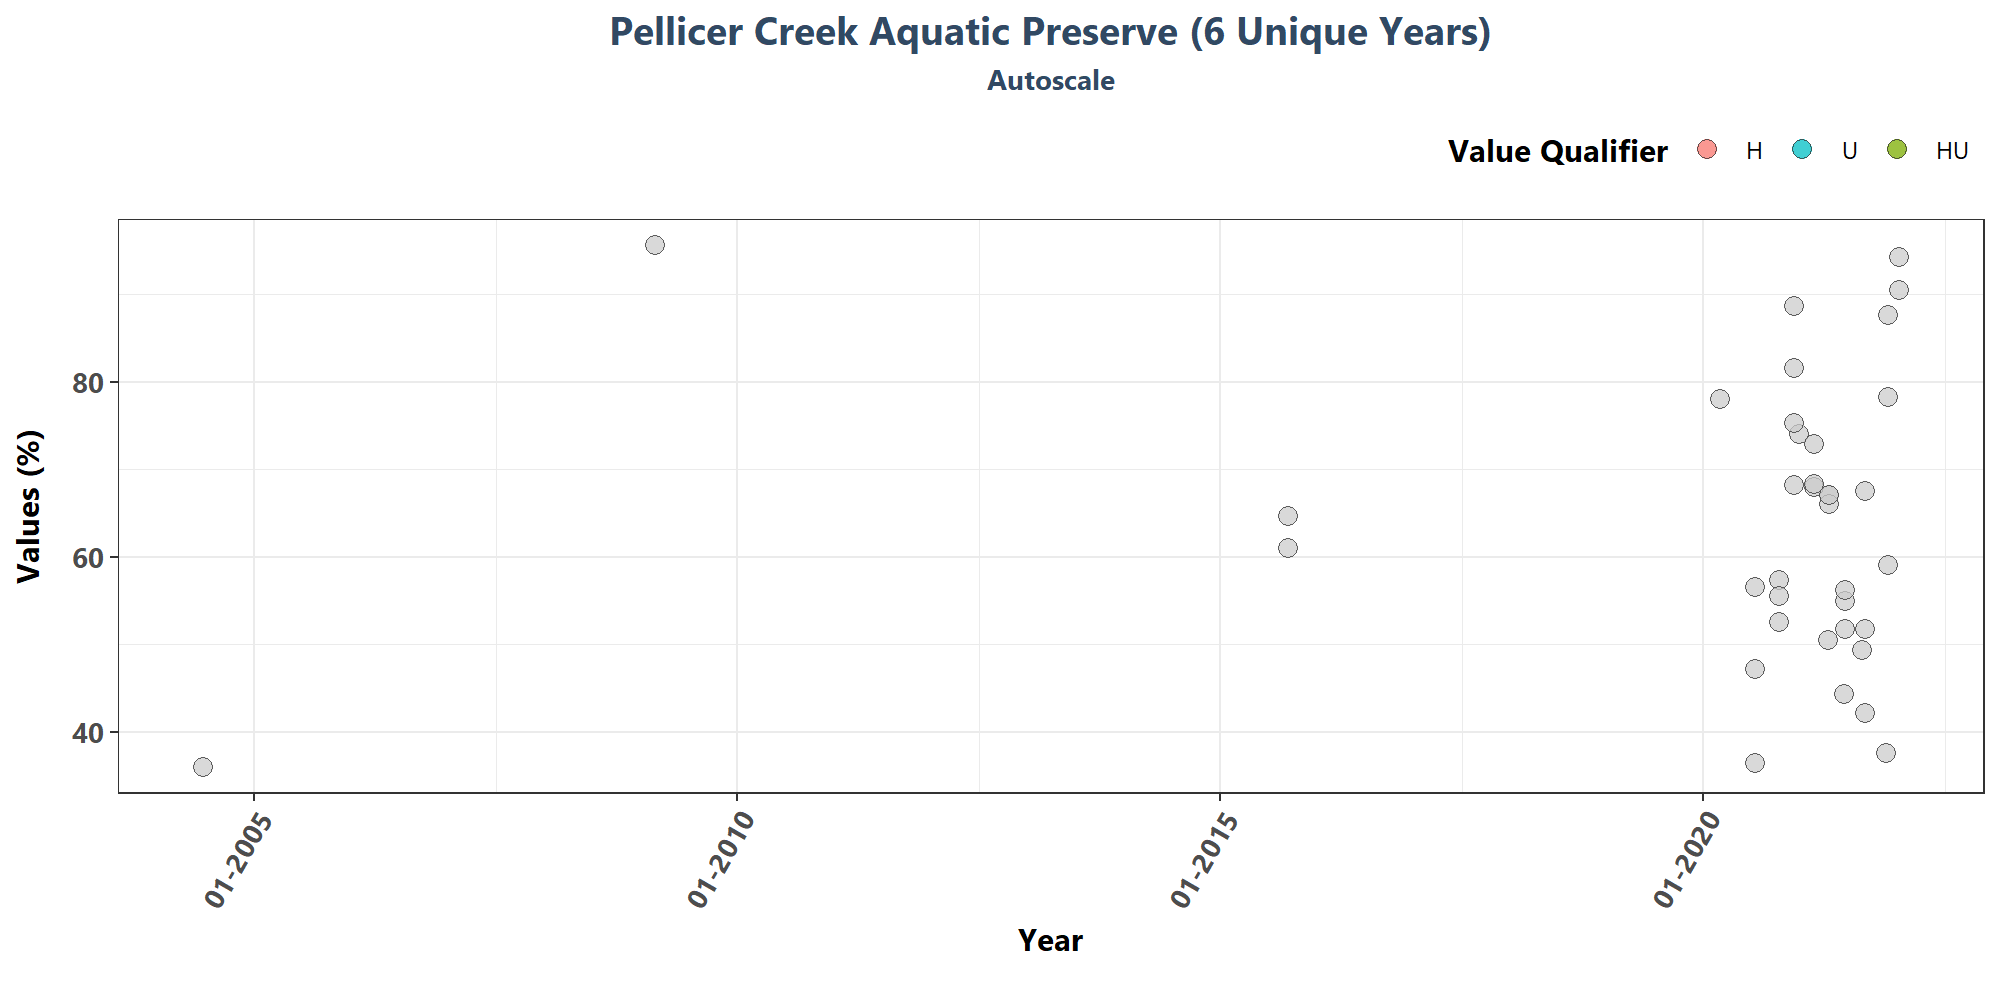 Pellicer Creek Aquatic Preserve (6 Unique Years)
Autoscale
Value Qualifier H U HU
Values (%)
80
60
40
01-2005 01-2010 01-2015 01-2020
Year